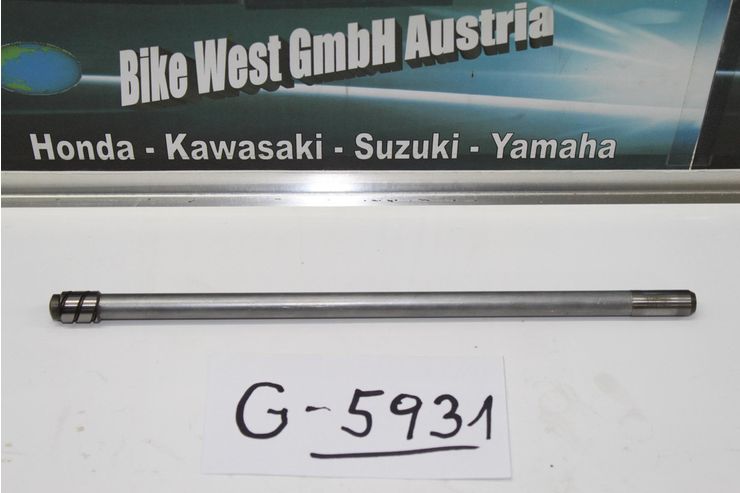 Bike West GmbH Austria
Honda - Kawasaki - Suzuki - Yamaha
G-5931